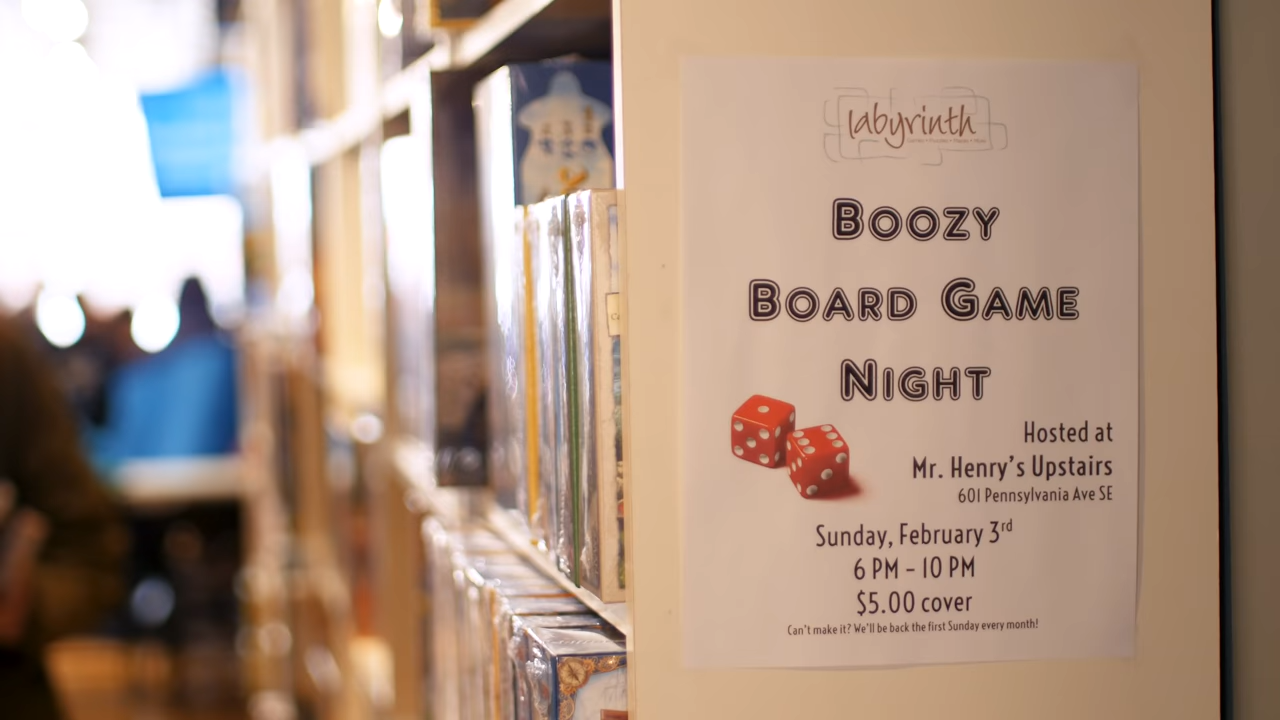 labyrinth
BOOZY
BOARD GAME
NIGHT
Hosted at
Mr. Henry's Upstairs
601 Pennsylvania Ave SE
Sunday, February 3rd
6 PM – 10 PM
$5.00 cover
Can't make it? We'll be back the first Sunday every month!